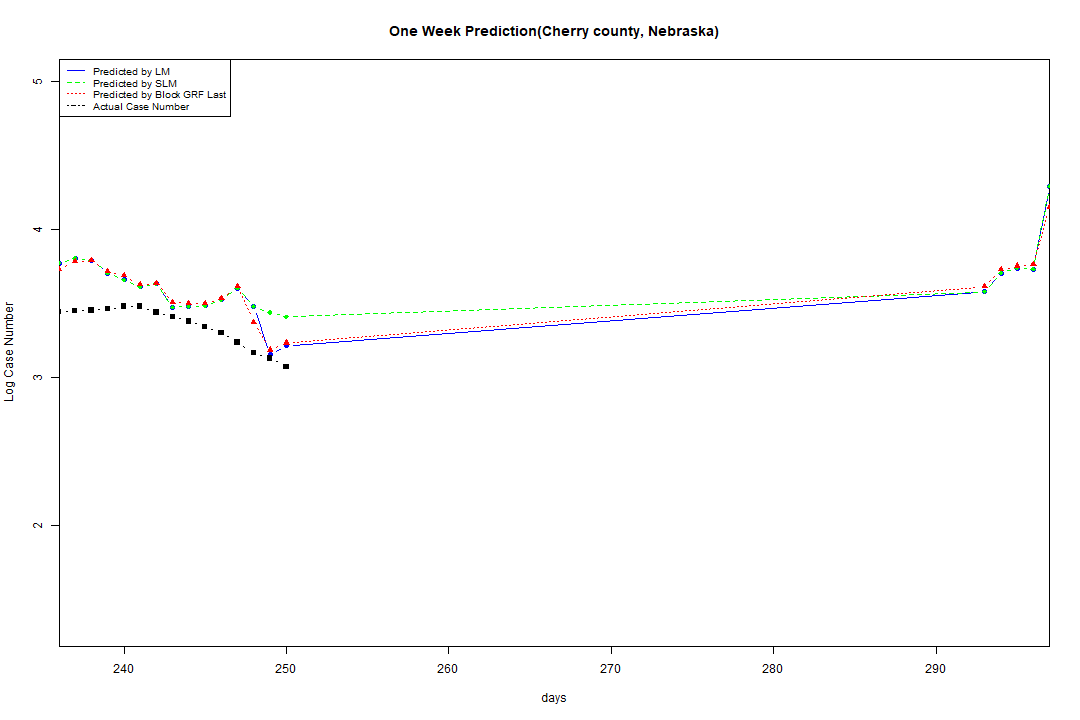 One Week Prediction(Cherry county, Nebraska)
Predicted by LM
Predicted by SLM
Predicted by Block GRF Last
Actual Case Number
5
4
3
2
Log Case Number
240 250 260 270 280 290
days